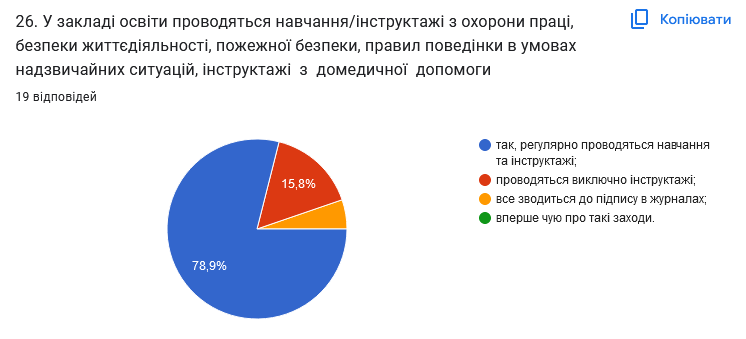 26. У закладі освіти проводяться навчання/інструктажі з охорони праці,
безпеки життєдіяльності, пожежної безпеки, правил поведінки в умовах
надзвичайних ситуацій, інструктажі з домедичної допомоги
Копіювати
19 відповідей
так, регулярно проводяться навчання
та інструктажі;
проводяться виключно інструктажі;
все зводиться до підпису в журналах;
вперше чую про такі заходи.
15,8%
78,9%